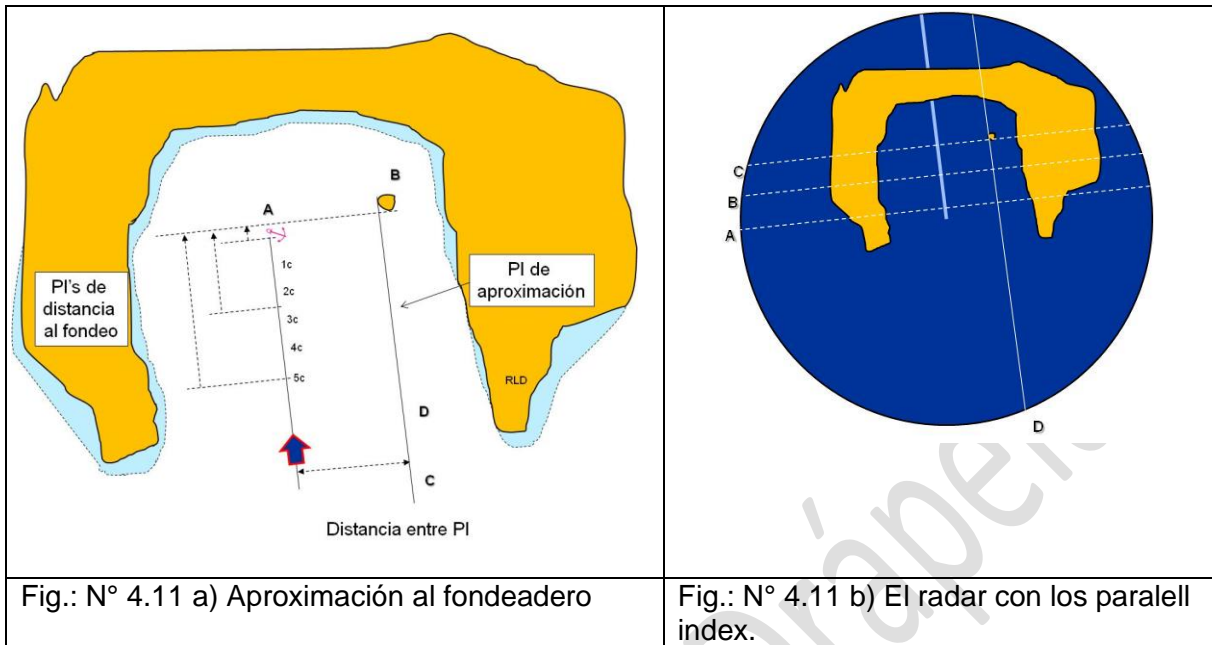 B
A
1c
2c
3c
4c
5c
PI's de
distancia
al fondeo
PI de
aproximación
RLD
D
C
Distancia entre PI
C
B
A
D
Fig.: N° 4.11 a) Aproximación al fondeadero
Fig.: N° 4.11 b) El radar con los paralell
index.